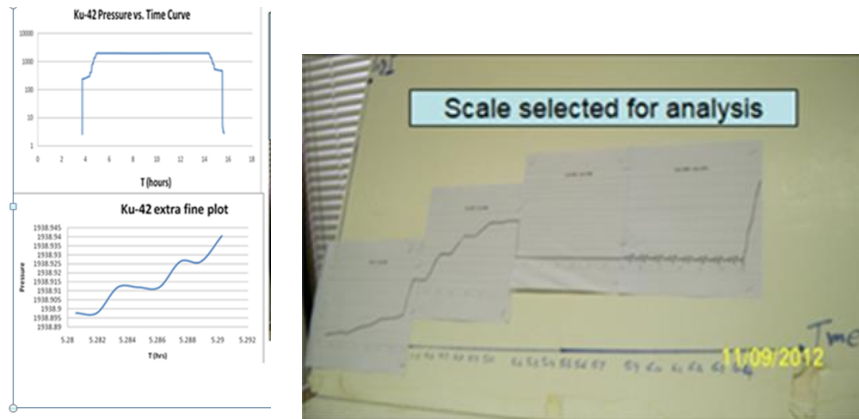 Ku-42 Pressure vs. Time Curve
10000
1000
100
10
1
0 2 4 6 8 10 12 14 16 18
T (hours)
Ku-42 extra fine plot
1938.945
1938.94
1938.935
1938.93
1938.925
1938.92
1938.915
1938.91
1938.905
1938.9
1938.895
1938.89
Pressure
5.28 5.282 5.284 5.286 5.288 5.29 5.292
T (hrs)
Scale selected for analysis
Time
11/09/2012